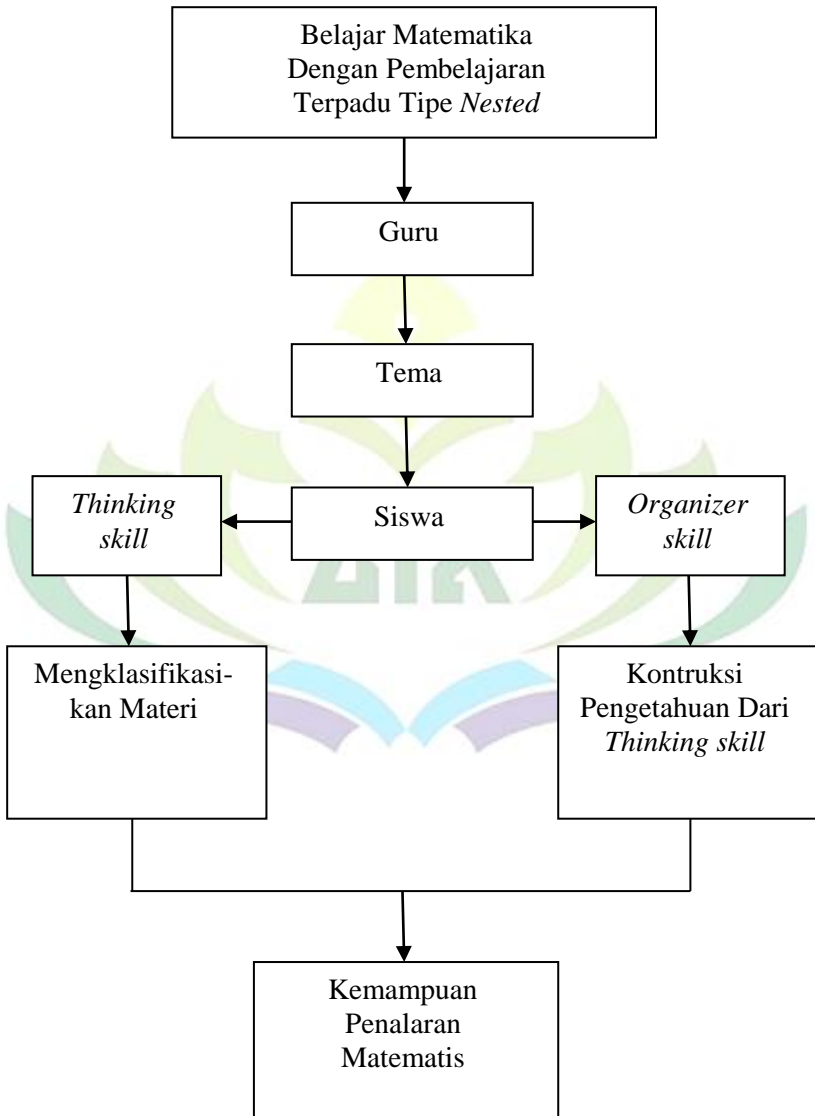 Belajar Matematika
Dengan Pembelajaran
Terpadu Tipe Nested
Guru
Tema
Thinking
skill
Siswa
Organizer
skill
Mengklasifikasi-
kan Materi
Kontruksi
Pengetahuan Dari
Thinking skill
Kemampuan
Penalaran
Matematis